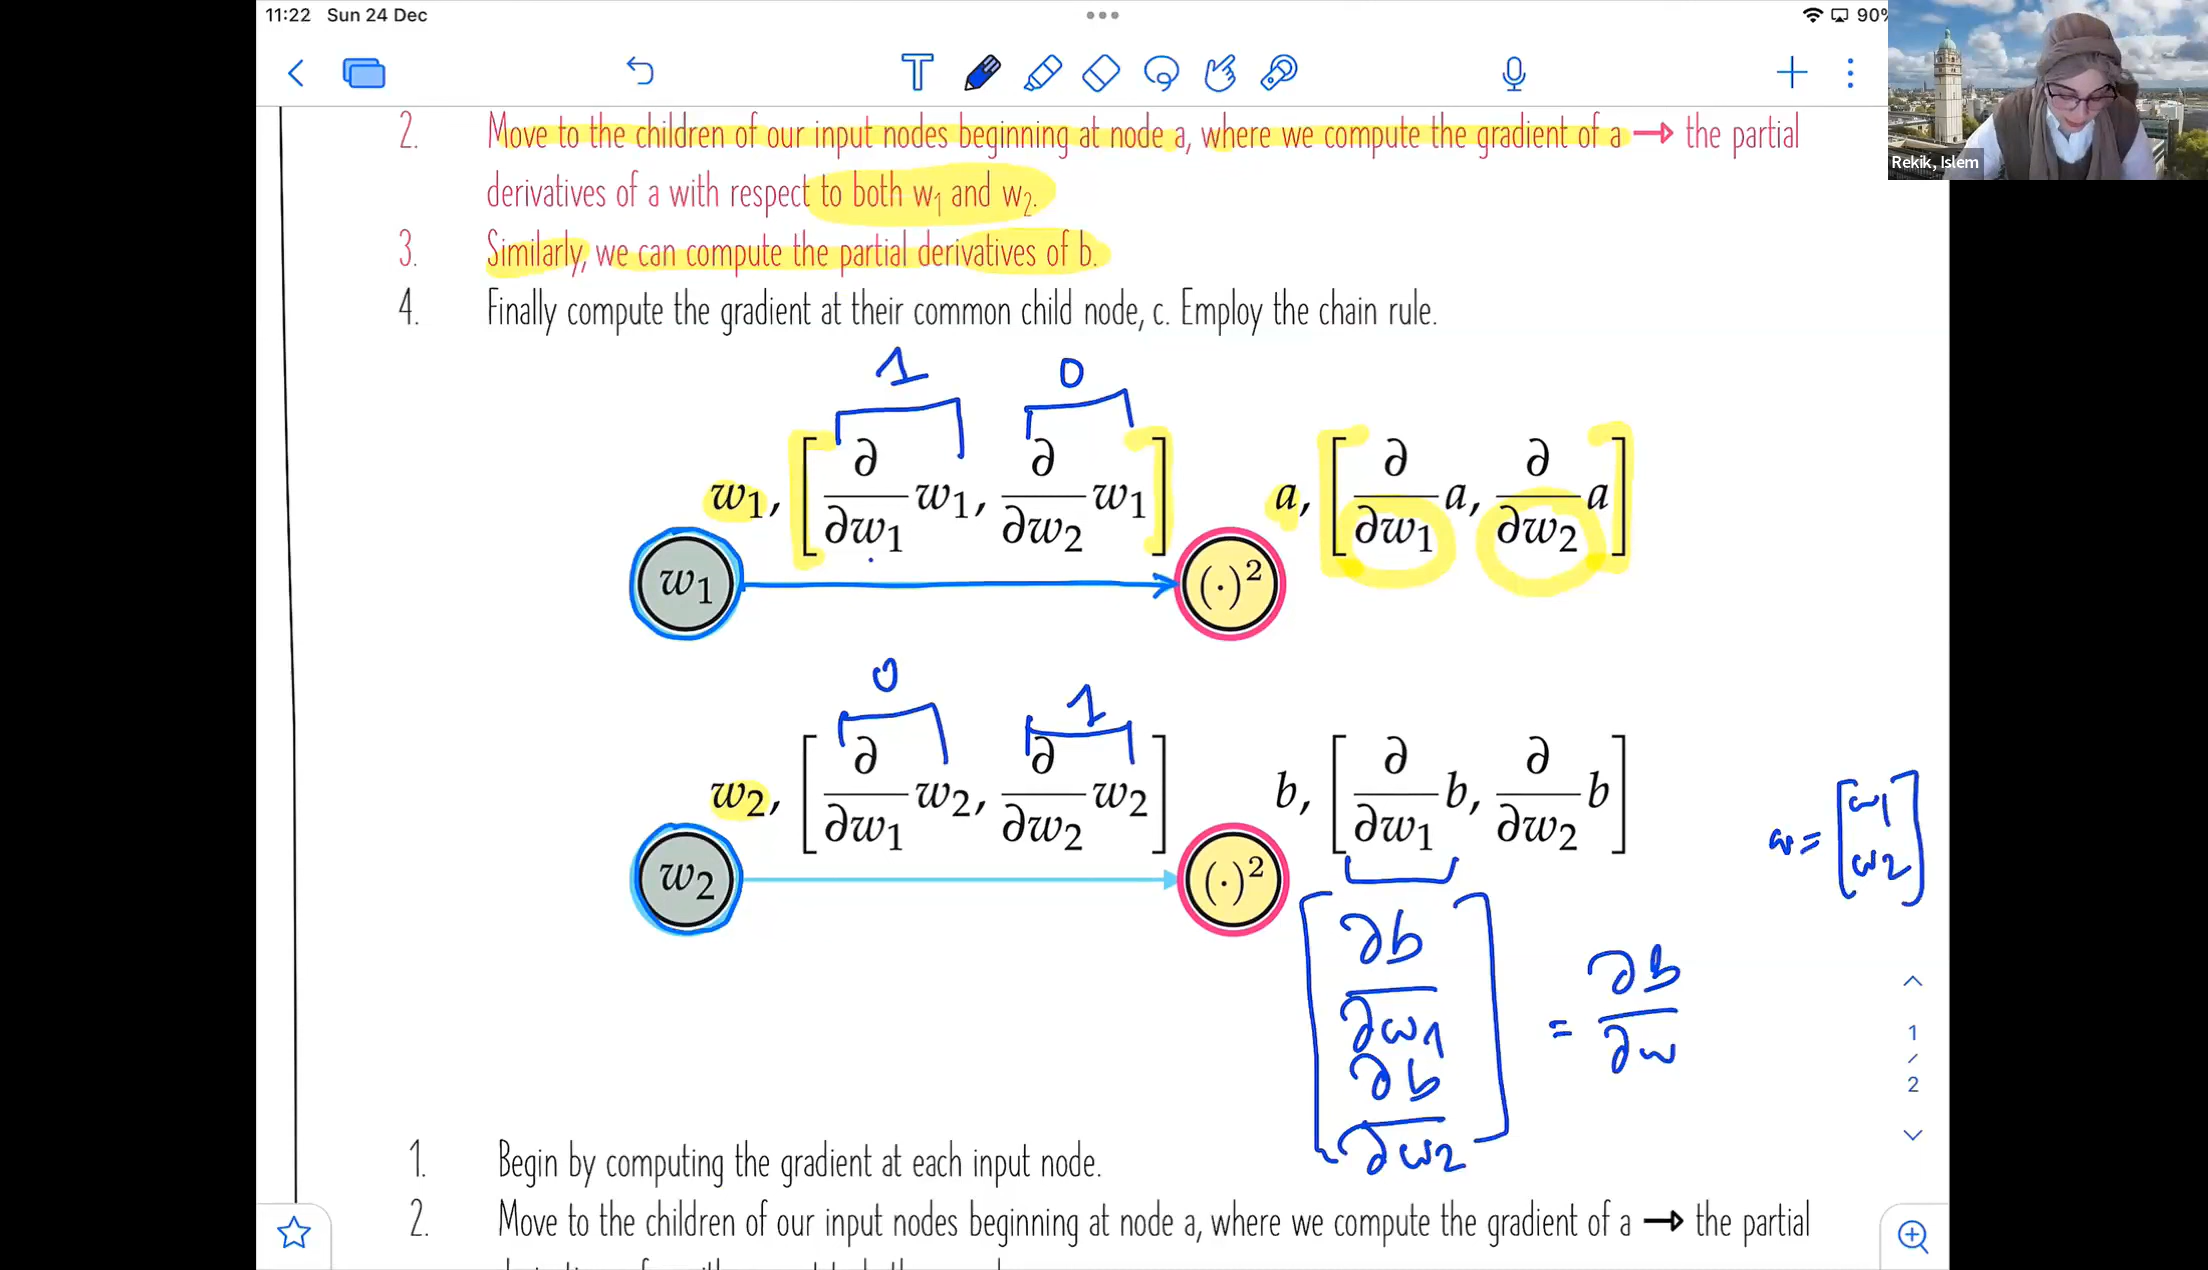 11:22 Sun 24 Dec
90%
Rekik, Islem
2. Move to the children of our input nodes beginning at node a, where we compute the gradient of a → the partial
derivatives of a with respect to both w₁ and w₂.
3. Similarly, we can compute the partial derivatives of b.
4. Finally compute the gradient at their common child node, c. Employ the chain rule.
1 0
w₁, [∂/∂w₁ w₁, ∂/∂w₂ w₁] a, [∂/∂w₁ a, ∂/∂w₂ a]
w₁ (·)²
0 1
w₂, [∂/∂w₁ w₂, ∂/∂w₂ w₂] b, [∂/∂w₁ b, ∂/∂w₂ b]
w = [w1 w2]
w₂ (·)²
[∂b/∂w1 ∂b/∂w2] = ∂b/∂w
1 / 2
1. Begin by computing the gradient at each input node.
2. Move to the children of our input nodes beginning at node a, where we compute the gradient of a → the partial